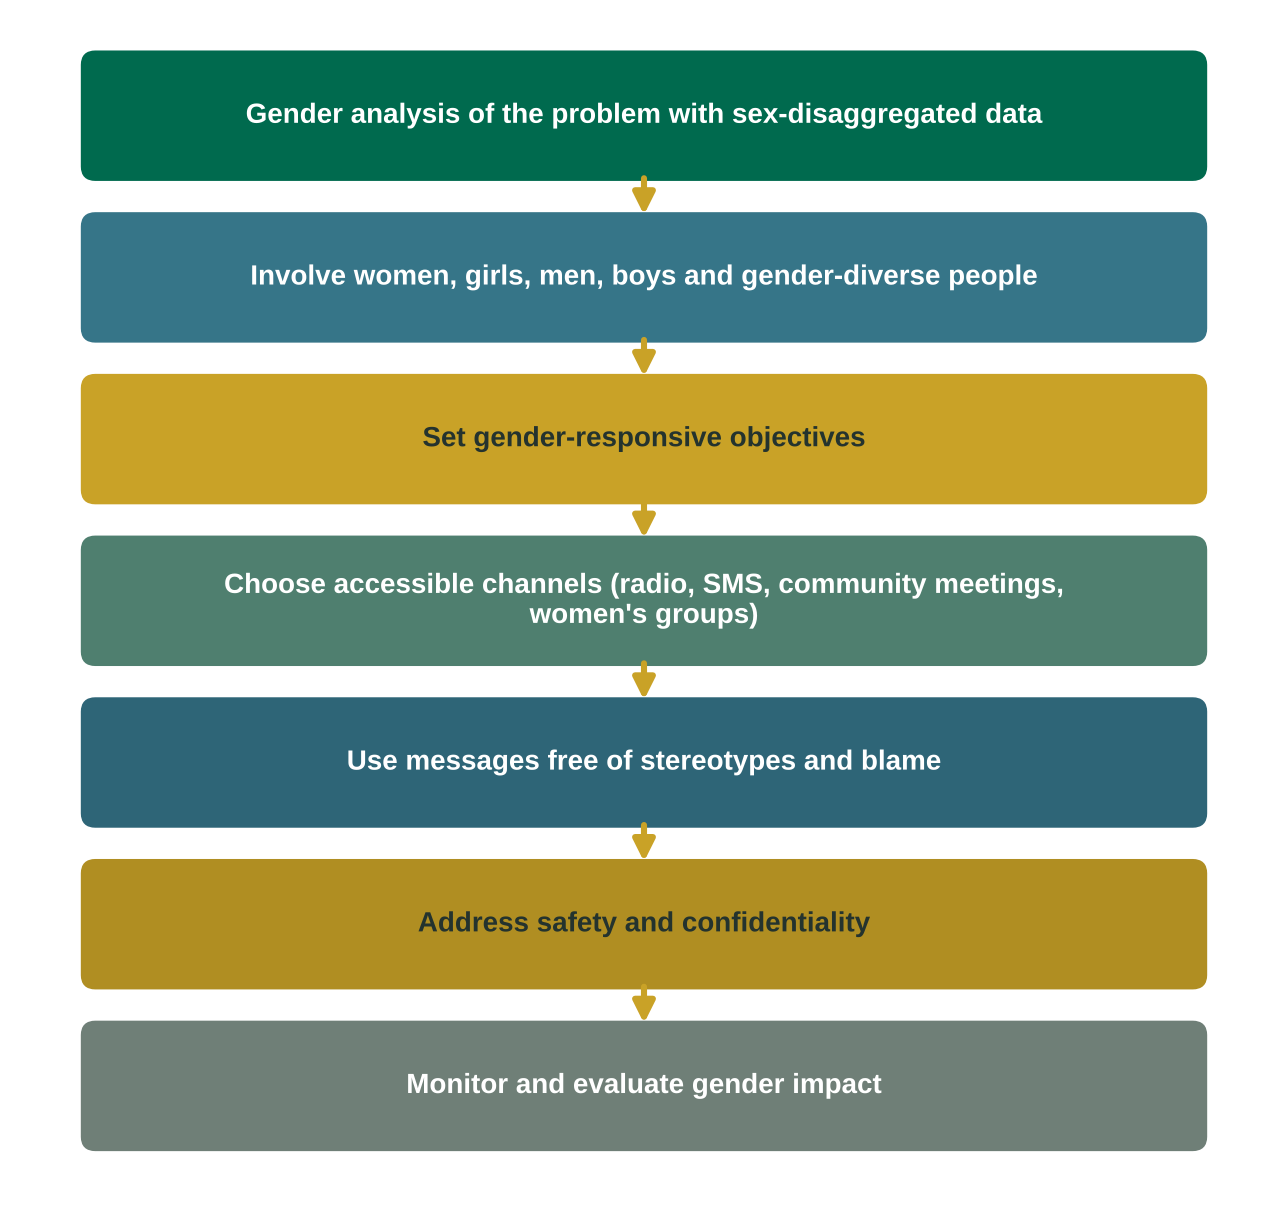 Gender analysis of the problem with sex-disaggregated data
Involve women, girls, men, boys and gender-diverse people
Set gender-responsive objectives
Choose accessible channels (radio, SMS, community meetings,
women's groups)
Use messages free of stereotypes and blame
Address safety and confidentiality
Monitor and evaluate gender impact